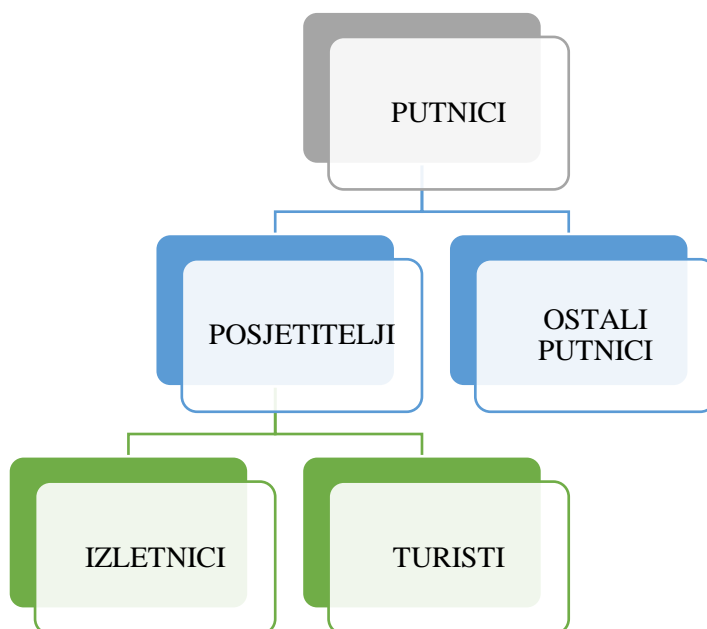 PUTNICI
POSJETITELJI
OSTALI
PUTNICI
IZLETNICI
TURISTI